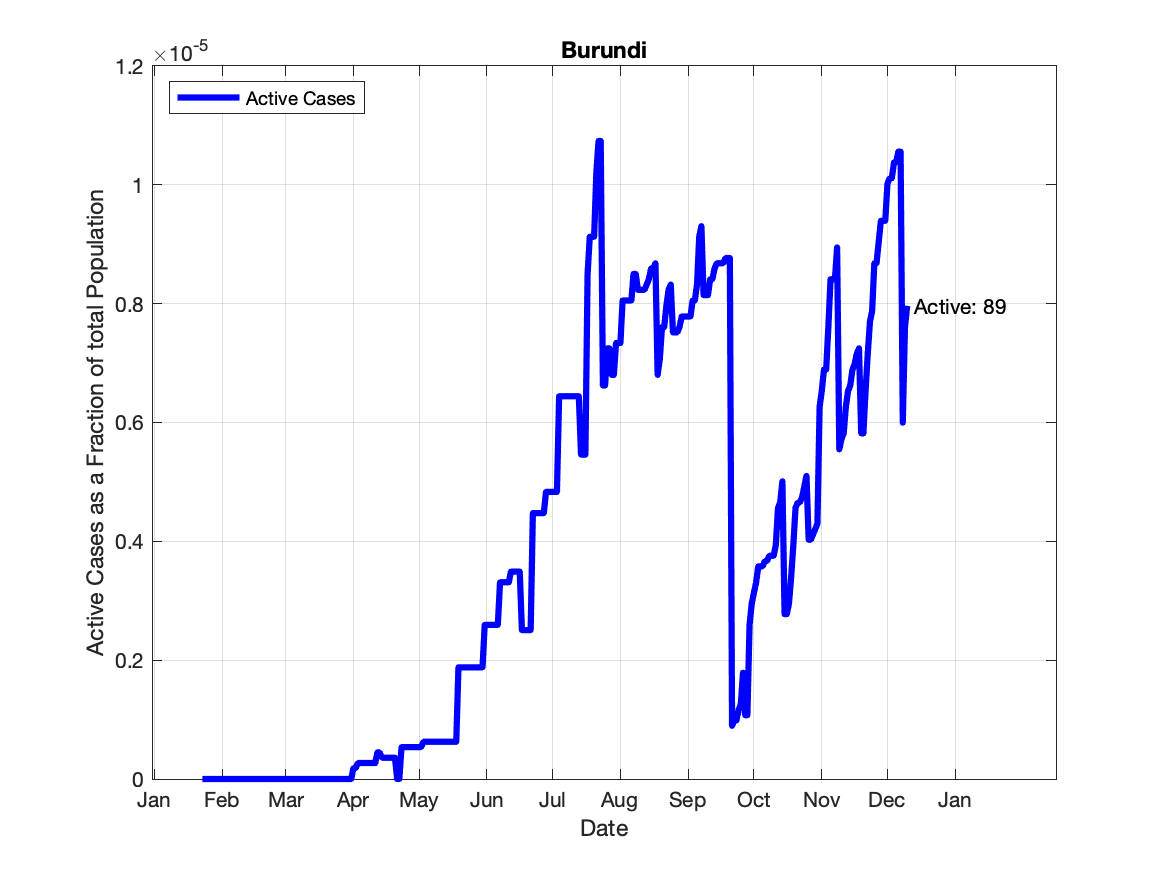 Burundi
×10-5
1.2
1
0.8
0.6
0.4
0.2
0
Active Cases as a Fraction of total Population
Active Cases
Active: 89
Jan Feb Mar Apr May Jun Jul Aug Sep Oct Nov Dec Jan
Date